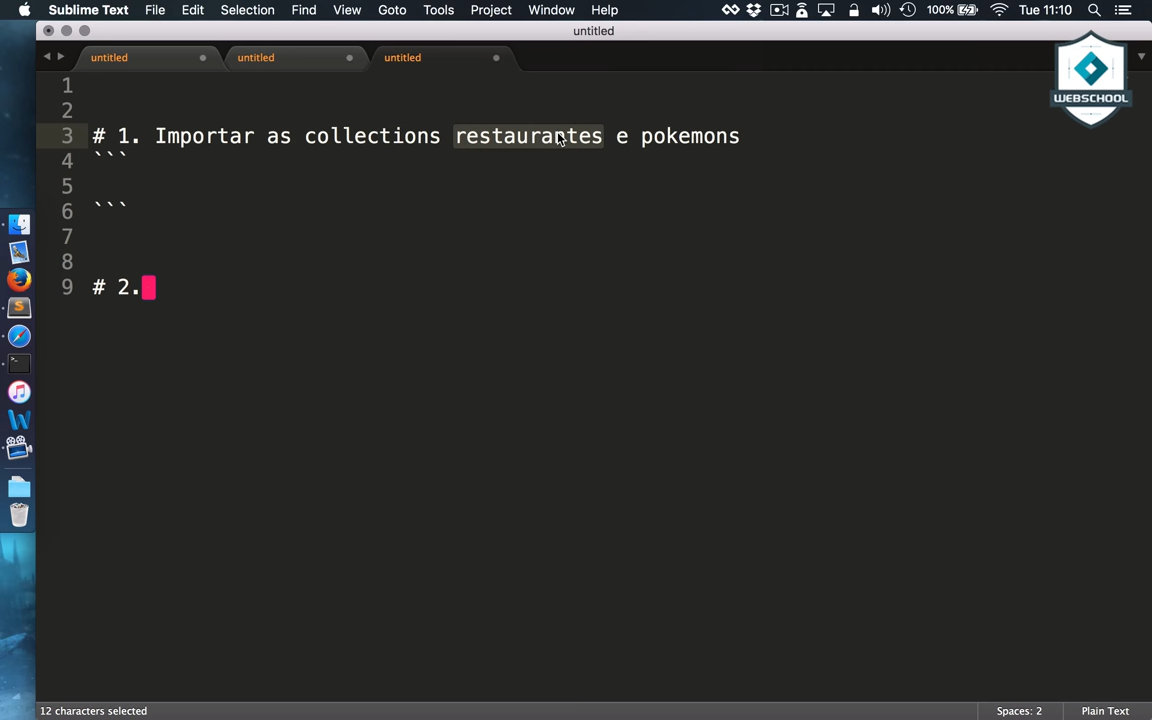 Sublime Text File Edit Selection Find View Goto Tools Project Window Help 100% Tue 11:10
untitled
untitled untitled untitled
WEBSCHOOL
1
2
3 # 1. Importar as collections restaurantes e pokemons
4 ```
5
6 ```
7
8
9 # 2.
12 characters selected Spaces: 2 Plain Text